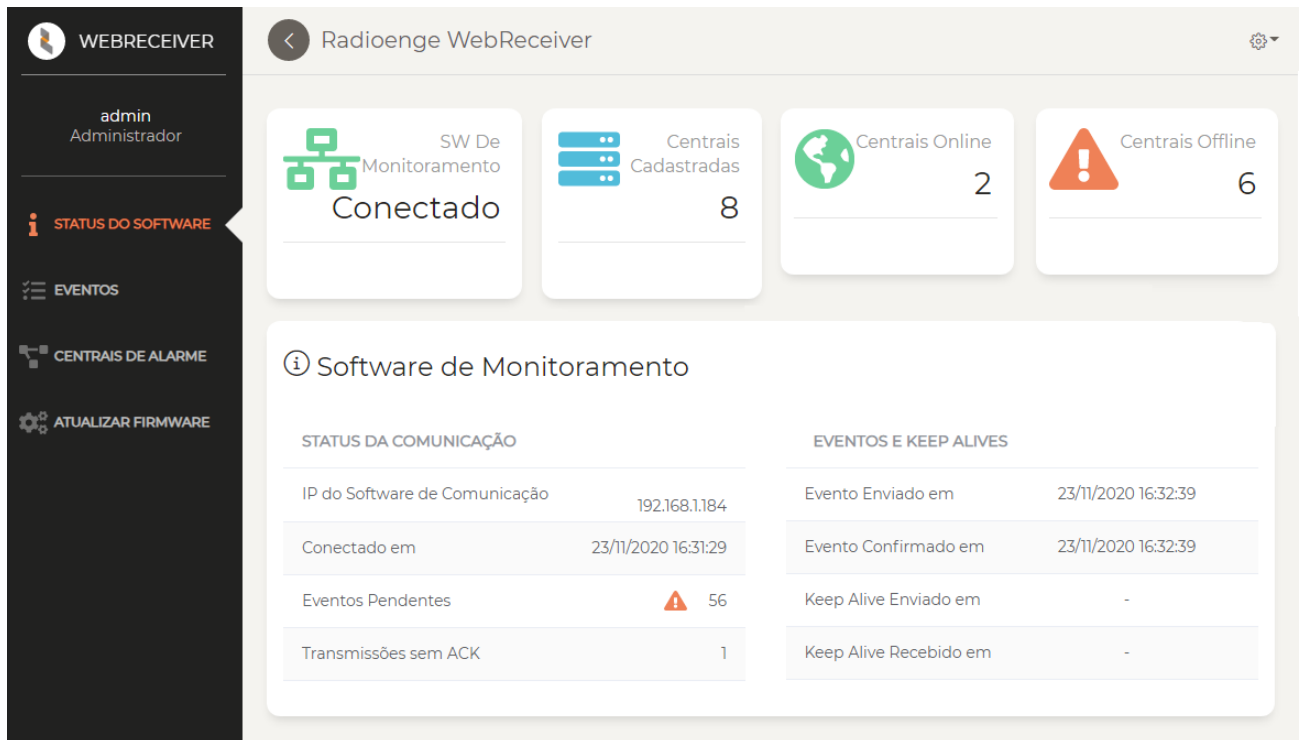 WEBRECEIVER
admin
Administrador
STATUS DO SOFTWARE
EVENTOS
CENTRAIS DE ALARME
ATUALIZAR FIRMWARE
Radioenge WebReceiver
SW De
Monitoramento
Conectado
Centrais
Cadastradas
8
Centrais Online
2
Centrais Offline
6
Software de Monitoramento
STATUS DA COMUNICAÇÃO
IP do Software de Comunicação 192.168.1.184
Conectado em 23/11/2020 16:31:29
Eventos Pendentes 56
Transmissões sem ACK 1
EVENTOS E KEEP ALIVES
Evento Enviado em 23/11/2020 16:32:39
Evento Confirmado em 23/11/2020 16:32:39
Keep Alive Enviado em -
Keep Alive Recebido em -